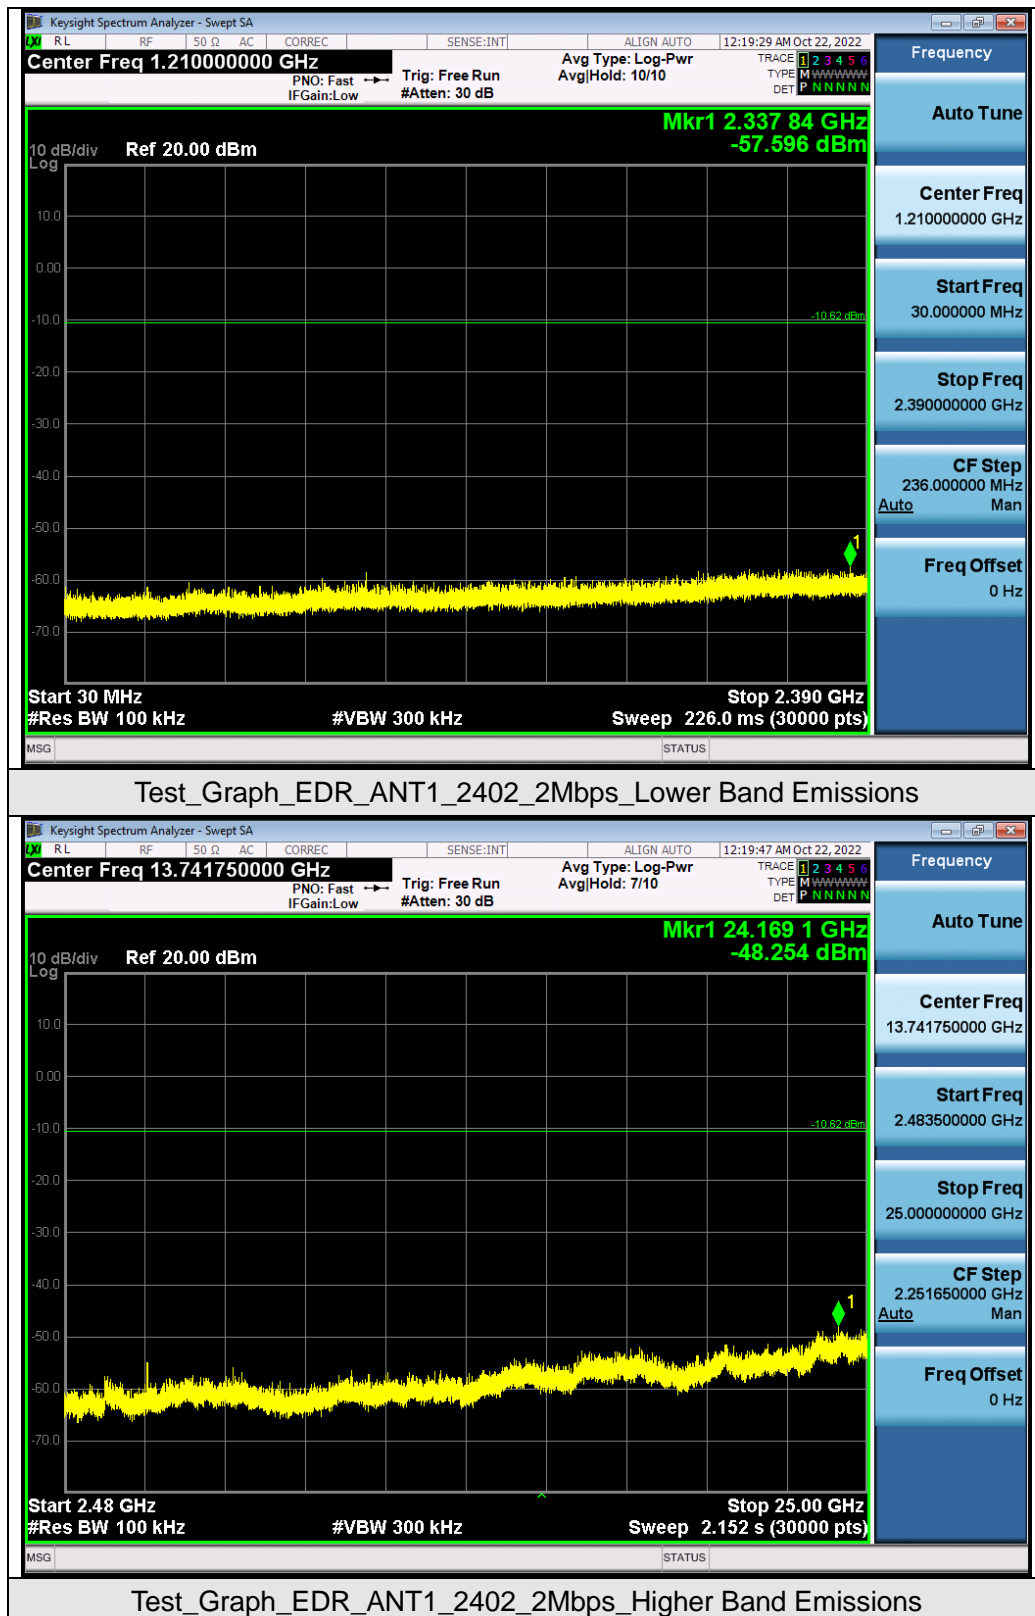 Keysight Spectrum Analyzer - Swept SA
LXI RL RF 50 Ω AC CORREC SENSE:INT ALIGN AUTO 12:19:29 AM Oct 22, 2022
Center Freq 1.210000000 GHz
PNO: Fast
IFGain:Low
Trig: Free Run
#Atten: 30 dB
Avg Type: Log-Pwr
Avg|Hold: 10/10
TRACE 1 2 3 4 5 6
TYPE M WWWWW
DET P N N N N N
Frequency
Mkr1 2.337 84 GHz
-57.596 dBm
10 dB/div Ref 20.00 dBm
Log
10.0
0.00
-10.0
-10.62 dBm
-20.0
-30.0
-40.0
-50.0
1
-60.0
-70.0
Start 30 MHz Stop 2.390 GHz
#Res BW 100 kHz #VBW 300 kHz Sweep 226.0 ms (30000 pts)
MSG STATUS
Auto Tune
Center Freq
1.210000000 GHz
Start Freq
30.000000 MHz
Stop Freq
2.390000000 GHz
CF Step
236.000000 MHz
Auto Man
Freq Offset
0 Hz
Test_Graph_EDR_ANT1_2402_2Mbps_Lower Band Emissions
Keysight Spectrum Analyzer - Swept SA
LXI RL RF 50 Ω AC CORREC SENSE:INT ALIGN AUTO 12:19:47 AM Oct 22, 2022
Center Freq 13.741750000 GHz
PNO: Fast
IFGain:Low
Trig: Free Run
#Atten: 30 dB
Avg Type: Log-Pwr
Avg|Hold: 7/10
TRACE 1 2 3 4 5 6
TYPE M WWWWW
DET P N N N N N
Frequency
Mkr1 24.169 1 GHz
-48.254 dBm
10 dB/div Ref 20.00 dBm
Log
10.0
0.00
-10.0
-10.62 dBm
-20.0
-30.0
-40.0
1
-50.0
-60.0
-70.0
Start 2.48 GHz Stop 25.00 GHz
#Res BW 100 kHz #VBW 300 kHz Sweep 2.152 s (30000 pts)
MSG STATUS
Auto Tune
Center Freq
13.741750000 GHz
Start Freq
2.483500000 GHz
Stop Freq
25.000000000 GHz
CF Step
2.251650000 GHz
Auto Man
Freq Offset
0 Hz
Test_Graph_EDR_ANT1_2402_2Mbps_Higher Band Emissions